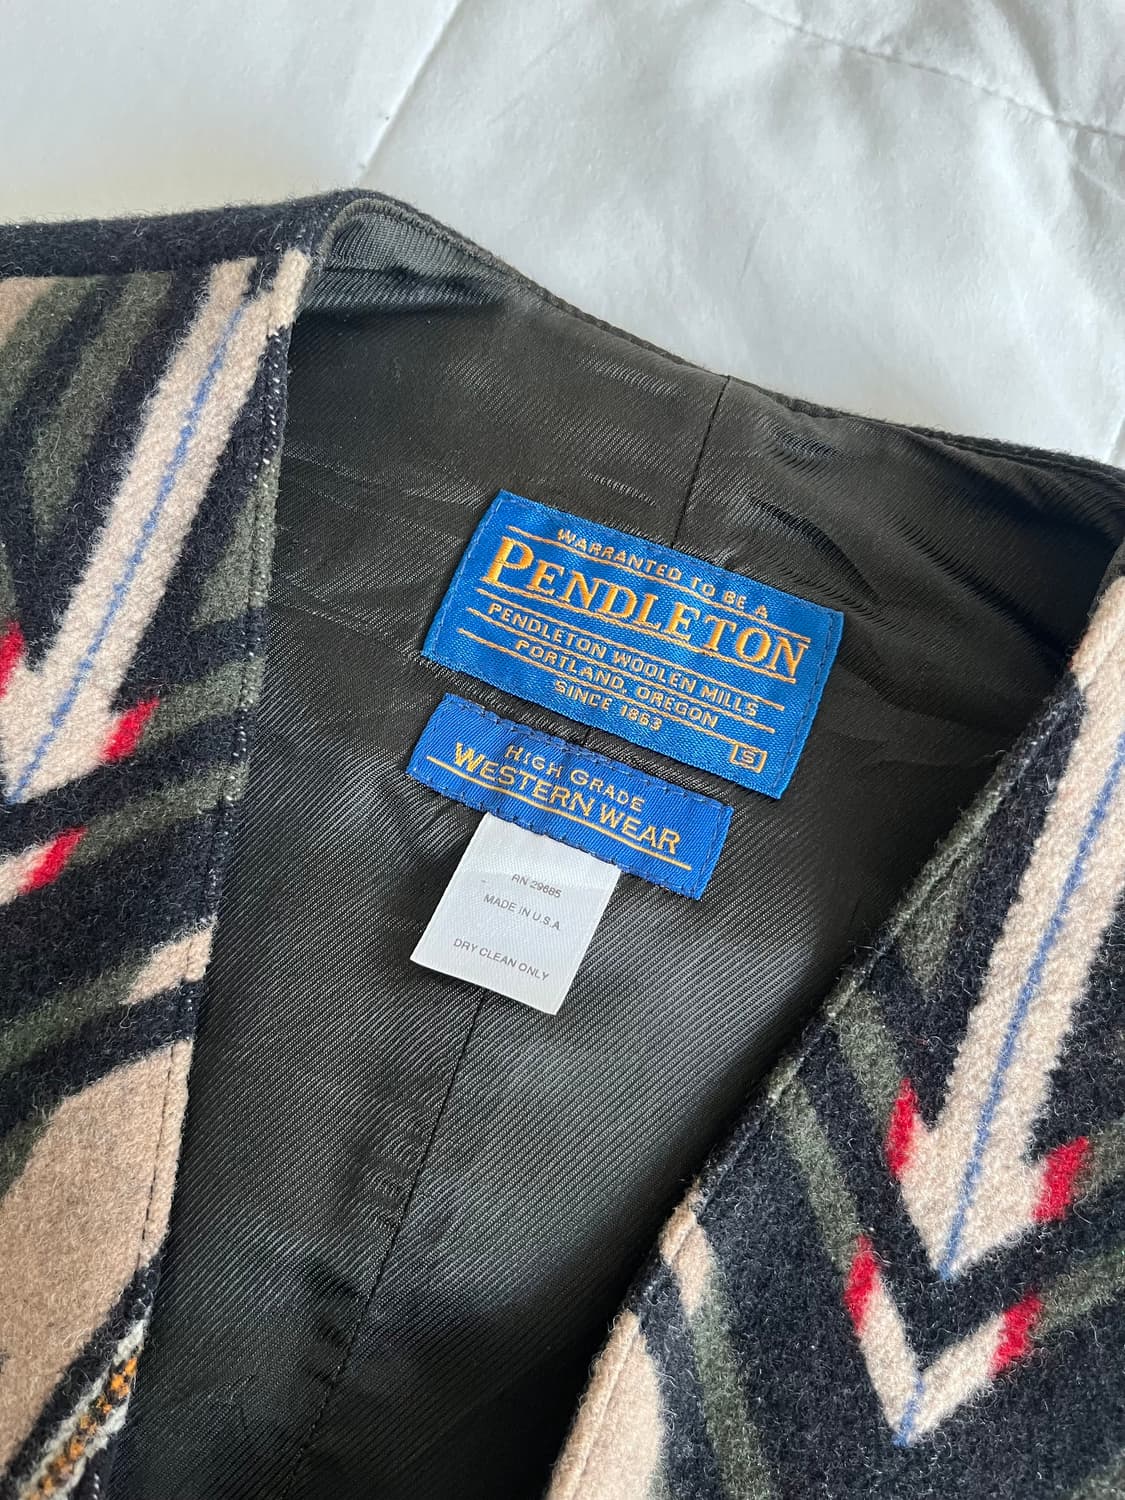 WARRANTED TO BE A
PENDLETON
PENDLETON WOOLEN MILLS
PORTLAND, OREGON
SINCE 1863
S
HIGH GRADE
WESTERN WEAR
RN 29685
MADE IN U.S.A.
DRY CLEAN ONLY